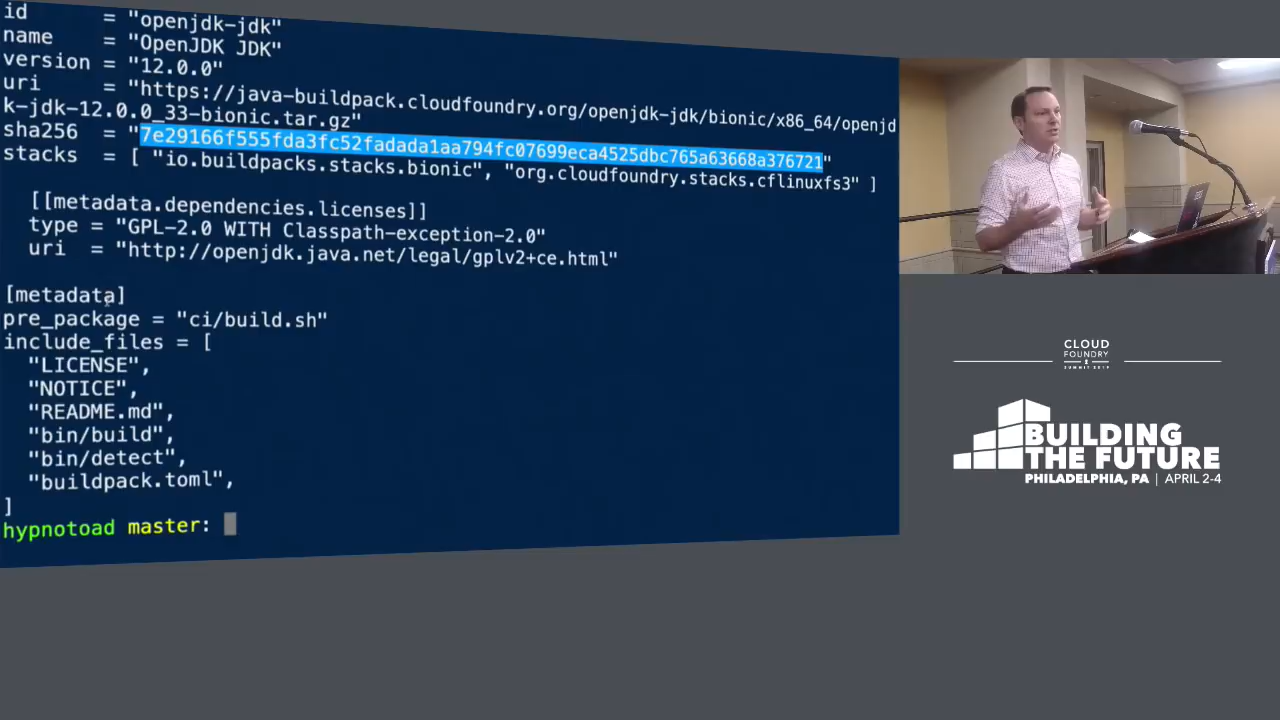 id      = "openjdk-jdk"
name    = "OpenJDK JDK"
version = "12.0.0"
uri     = "https://java-buildpack.cloudfoundry.org/openjdk-jdk/bionic/x86_64/openjd
k-jdk-12.0.0_33-bionic.tar.gz"
sha256  = "7e29166f555fda3fc52fadada1aa794fc07699eca4525dbc765a63668a376721"
stacks  = [ "io.buildpacks.stacks.bionic", "org.cloudfoundry.stacks.cflinuxfs3" ]
[[metadata.dependencies.licenses]]
type = "GPL-2.0 WITH Classpath-exception-2.0"
uri  = "http://openjdk.java.net/legal/gplv2+ce.html"
[metadata]
pre_package = "ci/build.sh"
include_files = [
"LICENSE",
"NOTICE",
"README.md",
"bin/build",
"bin/detect",
"buildpack.toml",
]
hypnotoad master:
CLOUD
FOUNDRY
SUMMIT 2019
BUILDING
THE FUTURE
PHILADELPHIA, PA | APRIL 2-4